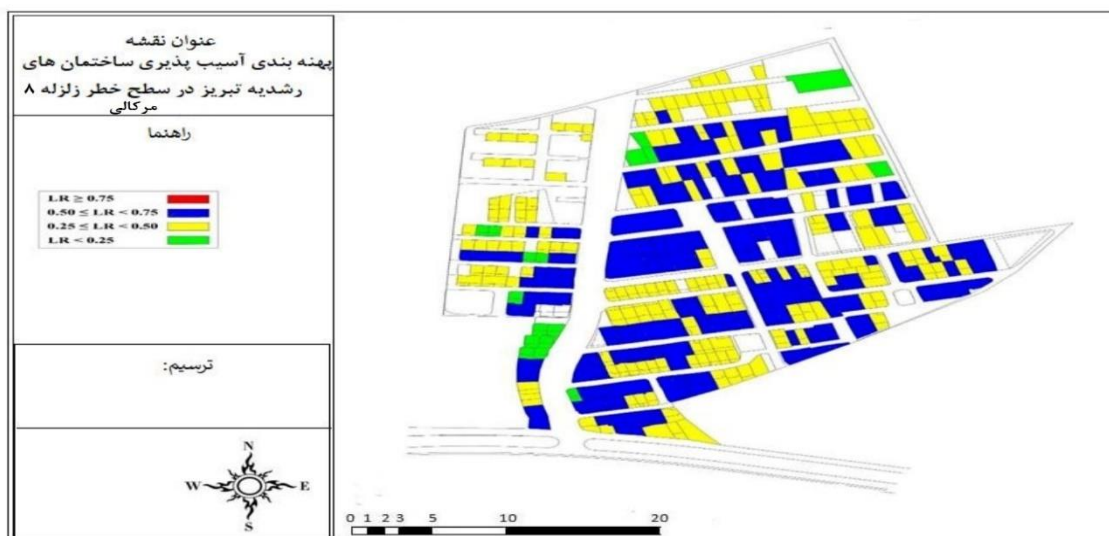 عنوان نقشه
پهنه بندی آسیب پذیری ساختمان های
رشدیه تبریز در سطح خطر زلزله ۸
مرکالی
راهنما
LR ≥ 0.75
0.50 ≤ LR < 0.75
0.25 ≤ LR < 0.50
LR < 0.25
ترسیم:
N
W E
S
0 1 2 3 5 10 20